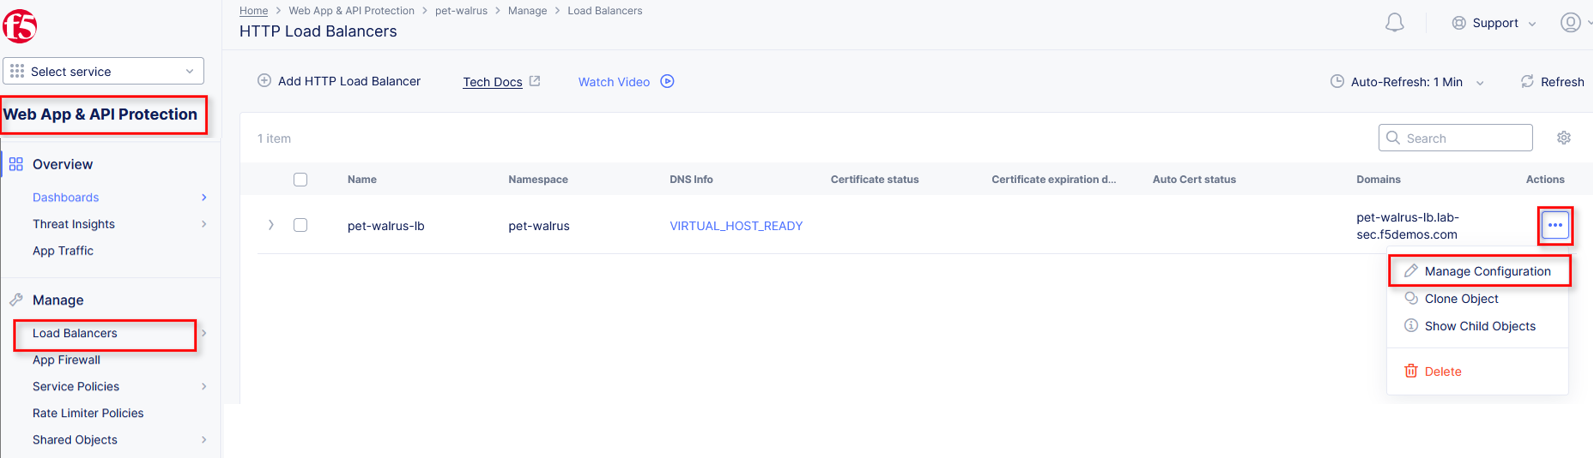 f5
Select service
Web App & API Protection
Overview
Dashboards
Threat Insights
App Traffic
Manage
Load Balancers
App Firewall
Service Policies
Rate Limiter Policies
Shared Objects
Home > Web App & API Protection > pet-walrus > Manage > Load Balancers
HTTP Load Balancers
Support
Add HTTP Load Balancer Tech Docs Watch Video
Auto-Refresh: 1 Min Refresh
1 item
Search
Name Namespace DNS Info Certificate status Certificate expiration d... Auto Cert status Domains Actions
pet-walrus-lb pet-walrus VIRTUAL_HOST_READY pet-walrus-lb.lab-
sec.f5demos.com
Manage Configuration
Clone Object
Show Child Objects
Delete